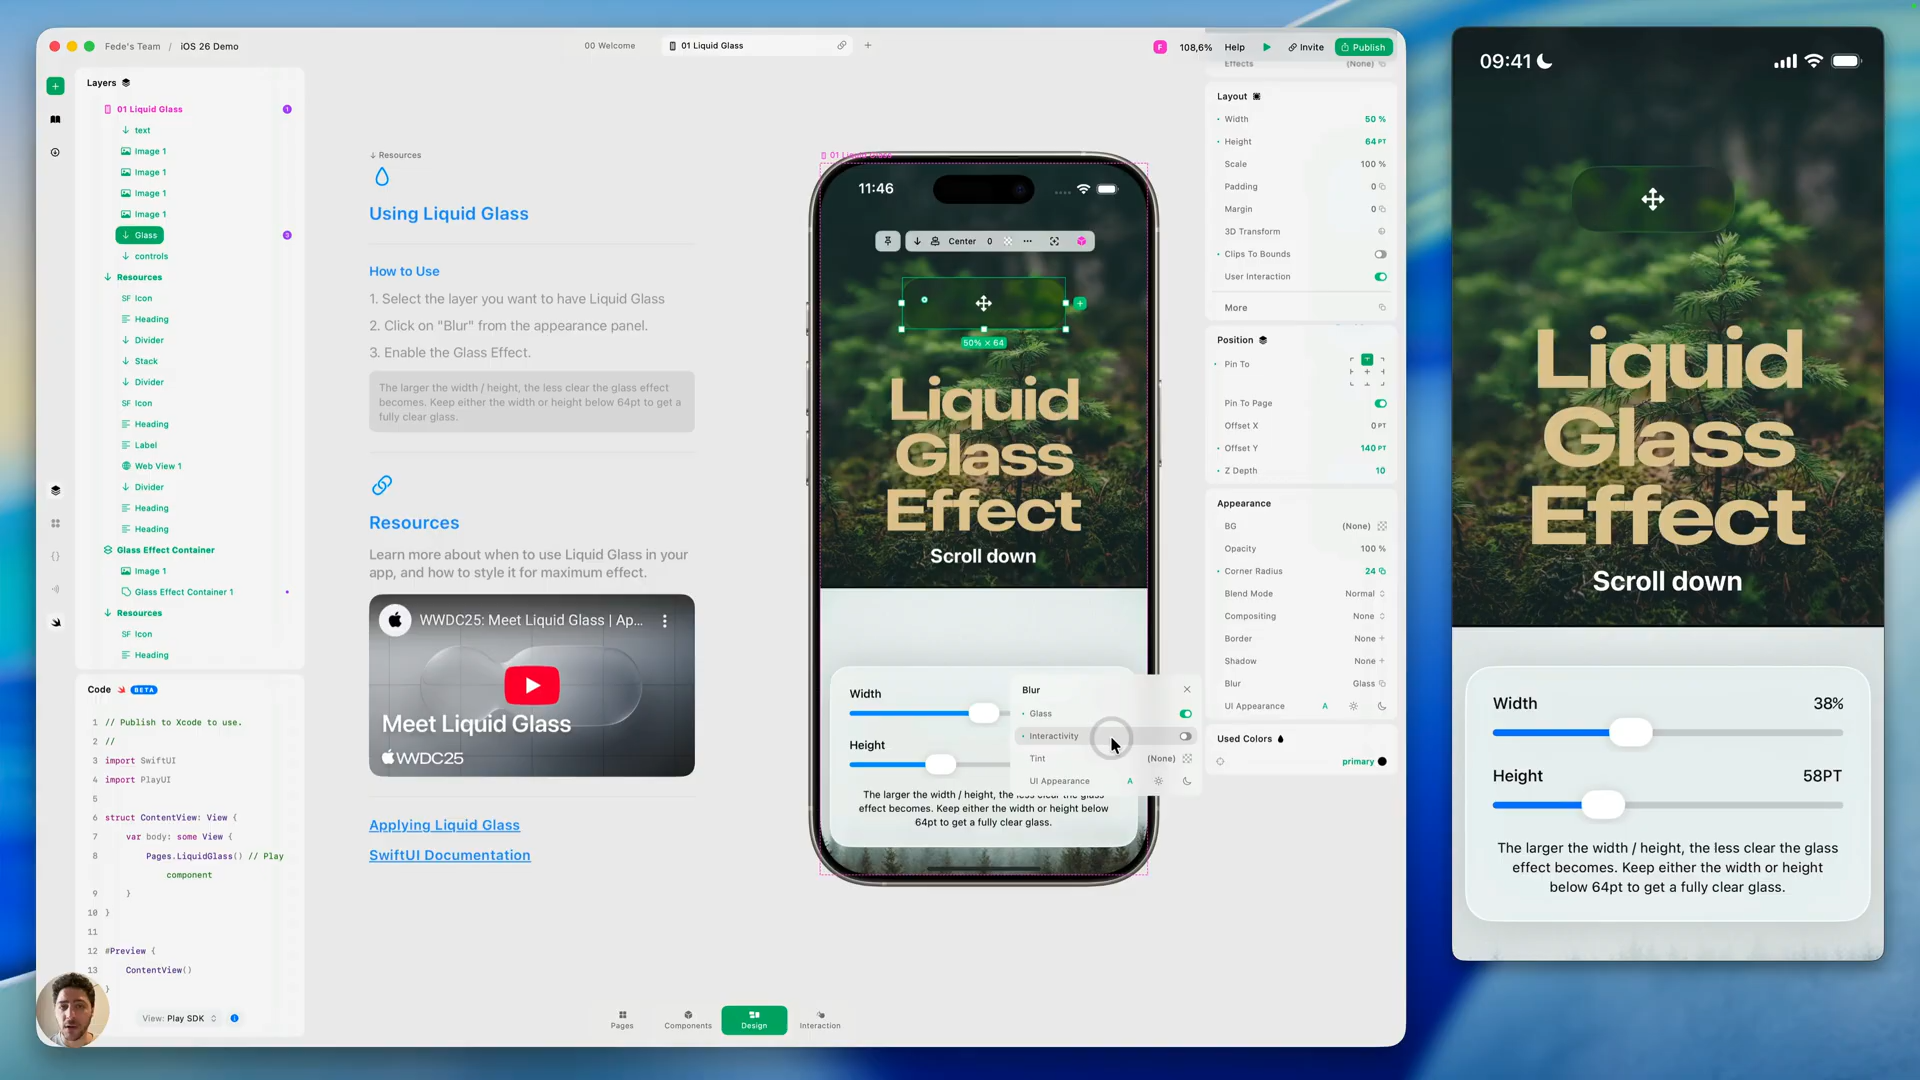 Fede's Team / iOS 26 Demo
00 Welcome
01 Liquid Glass
F
108,6%
Help
Invite
Publish
Layers
01 Liquid Glass
1
text
Image 1
Image 1
Image 1
Image 1
Glass
3
controls
Resources
SF Icon
Heading
Divider
Stack
Divider
SF Icon
Heading
Label
Web View 1
Divider
Heading
Heading
Glass Effect Container
Image 1
Glass Effect Container 1
Resources
SF Icon
Heading
Code BETA
1 // Publish to Xcode to use.
2 //
3 import SwiftUI
4 import PlayUI
5
6 struct ContentView: View {
7 var body: some View {
8 Pages.LiquidGlass() // Play
component
9 }
10 }
11
12 #Preview {
13 ContentView()
}
View: Play SDK
Resources
Using Liquid Glass
How to Use
1. Select the layer you want to have Liquid Glass
2. Click on "Blur" from the appearance panel.
3. Enable the Glass Effect.
The larger the width / height, the less clear the glass effect
becomes. Keep either the width or height below 64pt to get a
fully clear glass.
Resources
Learn more about when to use Liquid Glass in your
app, and how to style it for maximum effect.
WWDC25: Meet Liquid Glass | Ap...
Meet Liquid Glass
WWDC25
Applying Liquid Glass
SwiftUI Documentation
Pages
Components
Design
Interaction
01 Liquid Glass
11:46
Center 0
50% × 64
Liquid
Glass
Effect
Scroll down
Width
Height
The larger the width / height, the less clear the glass
effect becomes. Keep either the width or height below
64pt to get a fully clear glass.
Blur
Glass
Interactivity
Tint (None)
UI Appearance A
Effects (None)
Layout
Width 50 %
Height 64 PT
Scale 100 %
Padding 0
Margin 0
3D Transform
Clips To Bounds
User Interaction
More
Position
Pin To
Pin To Page
Offset X 0 PT
Offset Y 140 PT
Z Depth 10
Appearance
BG (None)
Opacity 100 %
Corner Radius 24
Blend Mode Normal
Compositing None
Border None +
Shadow None +
Blur Glass
UI Appearance A
Used Colors
primary
09:41
Liquid
Glass
Effect
Scroll down
Width 38%
Height 58PT
The larger the width / height, the less clear the glass
effect becomes. Keep either the width or height
below 64pt to get a fully clear glass.